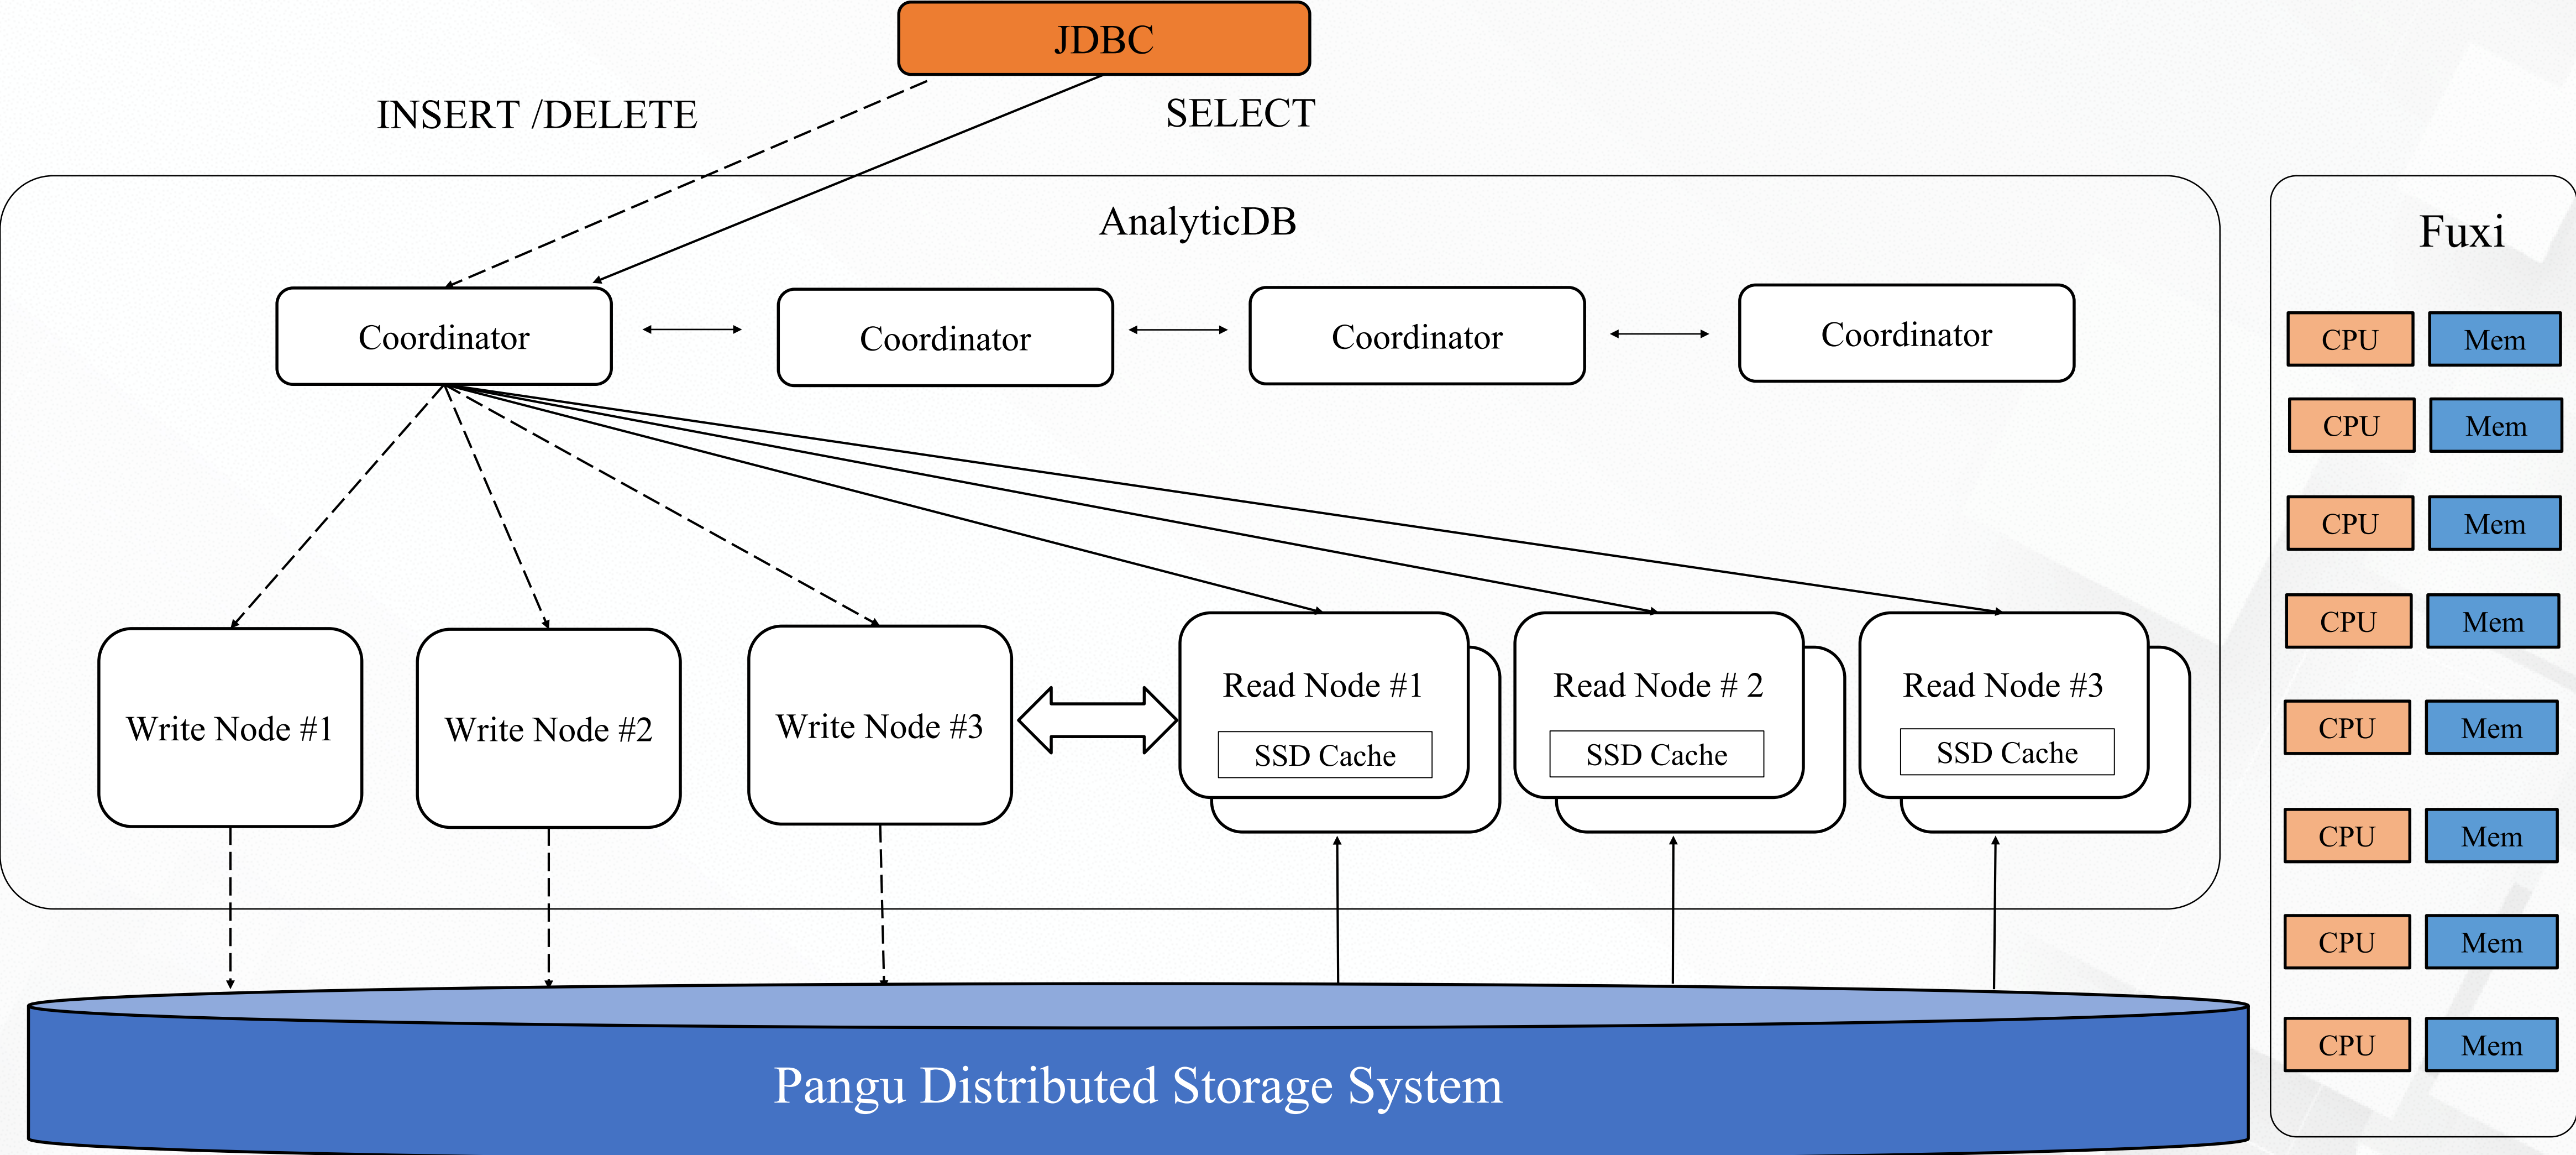 JDBC
INSERT /DELETE
SELECT
AnalyticDB
Coordinator
Coordinator
Coordinator
Coordinator
Write Node #1
Write Node #2
Write Node #3
Read Node #1
SSD Cache
Read Node # 2
SSD Cache
Read Node #3
SSD Cache
Pangu Distributed Storage System
Fuxi
CPU Mem
CPU Mem
CPU Mem
CPU Mem
CPU Mem
CPU Mem
CPU Mem
CPU Mem